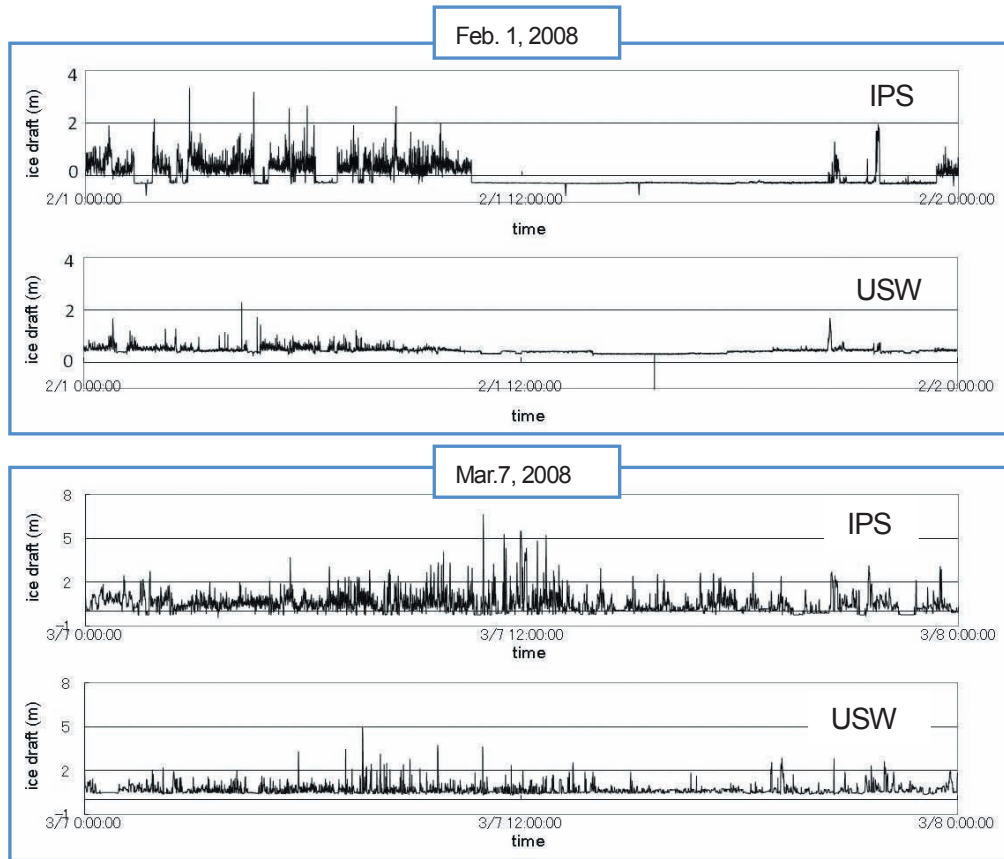 Feb. 1, 2008
4
IPS
2
ice draft (m)
0
2/1 0:00:00 2/1 12:00:00 2/2 0:00:00
time
4
USW
2
ice draft (m)
0
2/1 0:00:00 2/1 12:00:00 2/2 0:00:00
time
Mar.7, 2008
8
IPS
5
ice draft (m)
2
-1
3/7 0:00:00 3/7 12:00:00 3/8 0:00:00
time
8
USW
5
ice draft (m)
2
-1
3/7 0:00:00 3/7 12:00:00 3/8 0:00:00
time